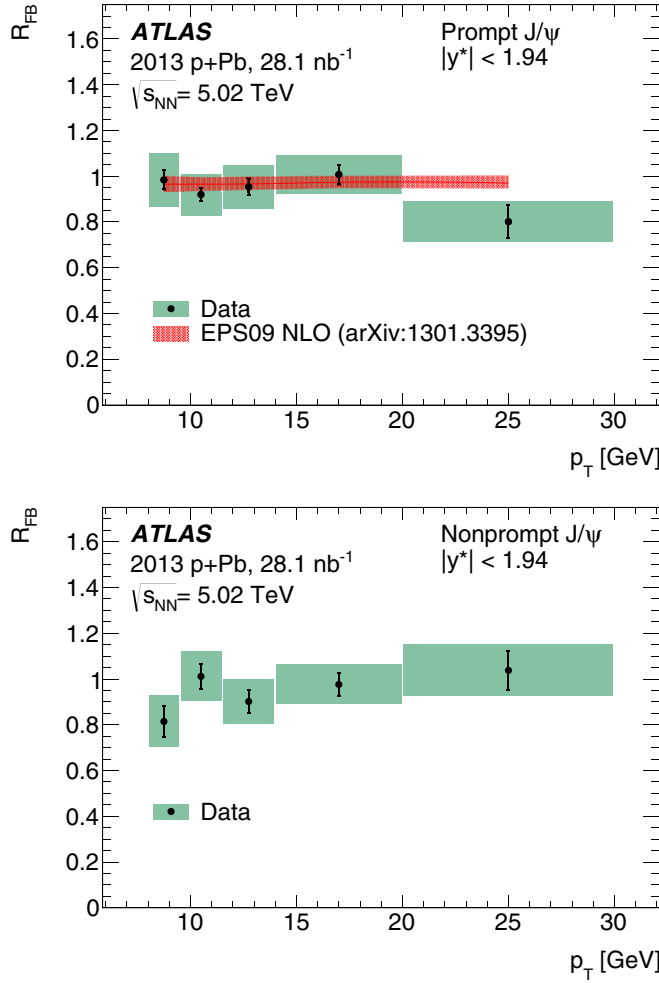 R_FB
ATLAS
Prompt J/ψ
2013 p+Pb, 28.1 nb⁻¹
|y*| < 1.94
√s_NN = 5.02 TeV
1.6
1.4
1.2
1
0.8
0.6
0.4
0.2
0
Data
EPS09 NLO (arXiv:1301.3395)
10 15 20 25 30
p_T [GeV]
R_FB
ATLAS
Nonprompt J/ψ
2013 p+Pb, 28.1 nb⁻¹
|y*| < 1.94
√s_NN = 5.02 TeV
1.6
1.4
1.2
1
0.8
0.6
0.4
0.2
0
Data
10 15 20 25 30
p_T [GeV]